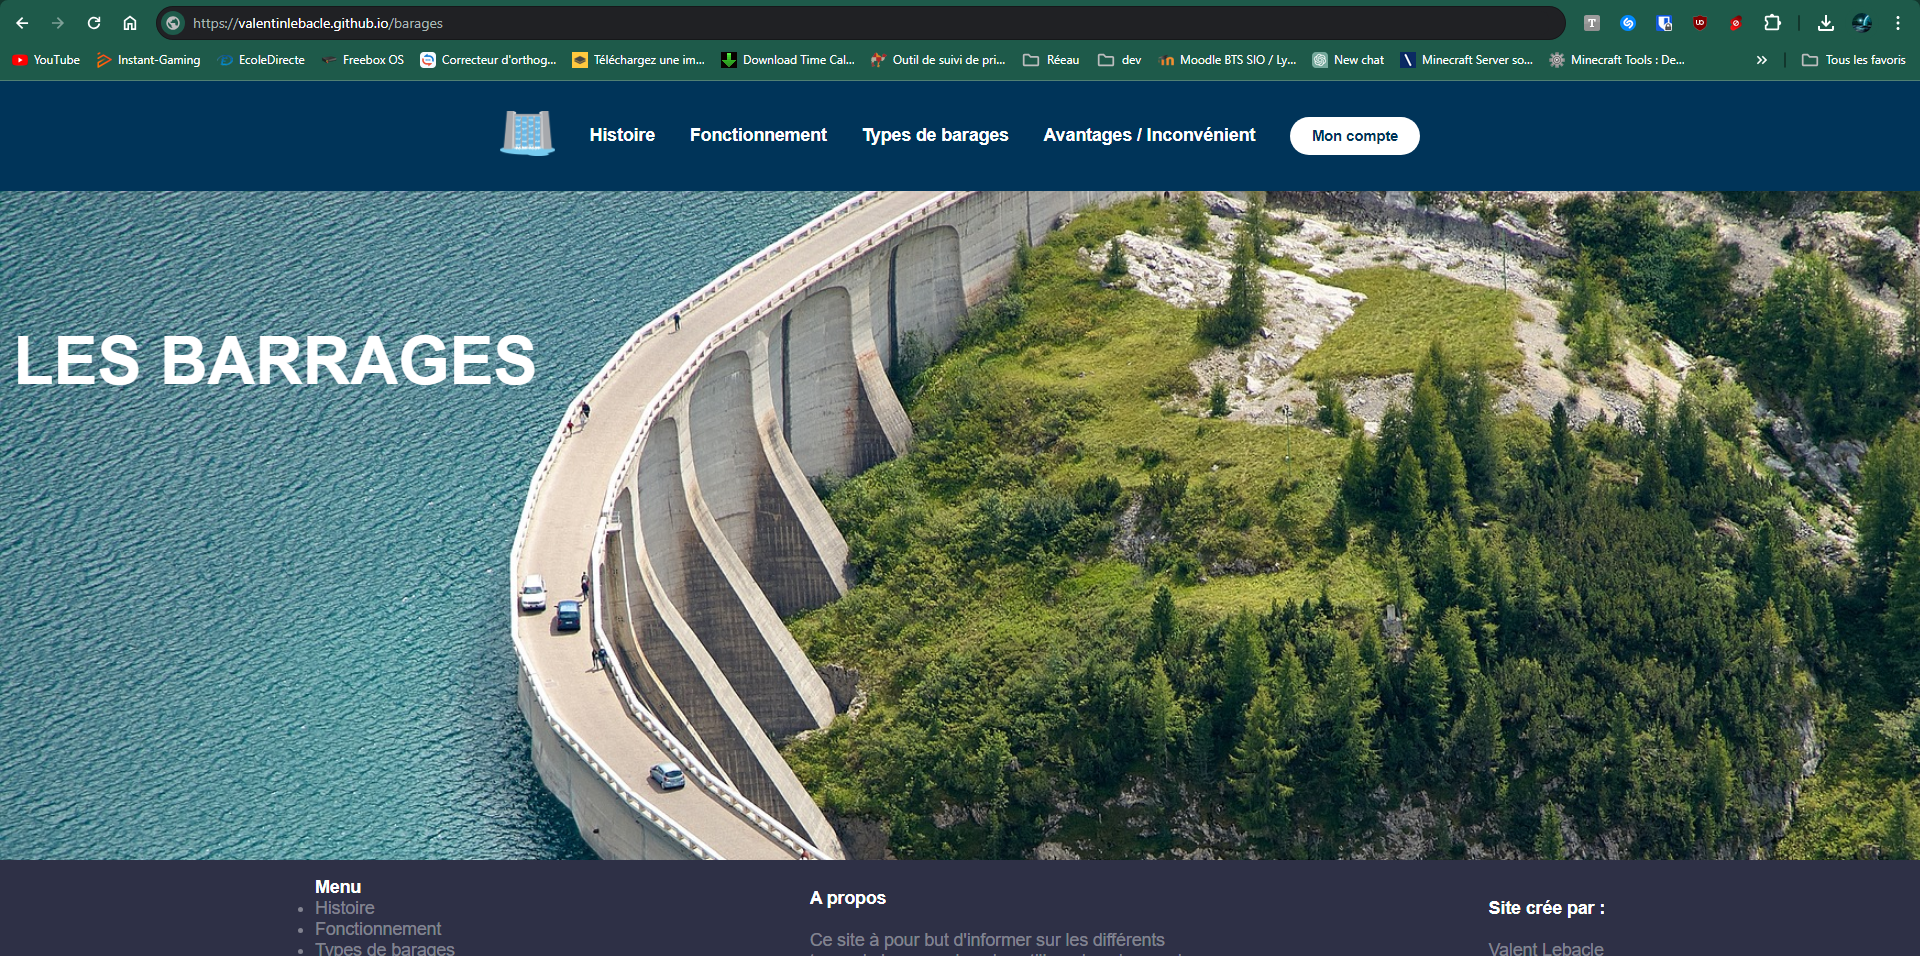 https://valentinlebacle.github.io/barages
YouTube Instant-Gaming EcoleDirecte Freebox OS Correcteur d'orthog... Téléchargez une im... Download Time Cal... Outil de suivi de pri... Réeau dev Moodle BTS SIO / Ly... New chat Minecraft Server so... Minecraft Tools : De... » Tous les favoris
Histoire Fonctionnement Types de barages Avantages / Inconvénient Mon compte
LES BARRAGES
Menu
• Histoire
• Fonctionnement
• Types de barages
A propos
Ce site à pour but d'informer sur les différents
Site crée par :
Valent Lebacle